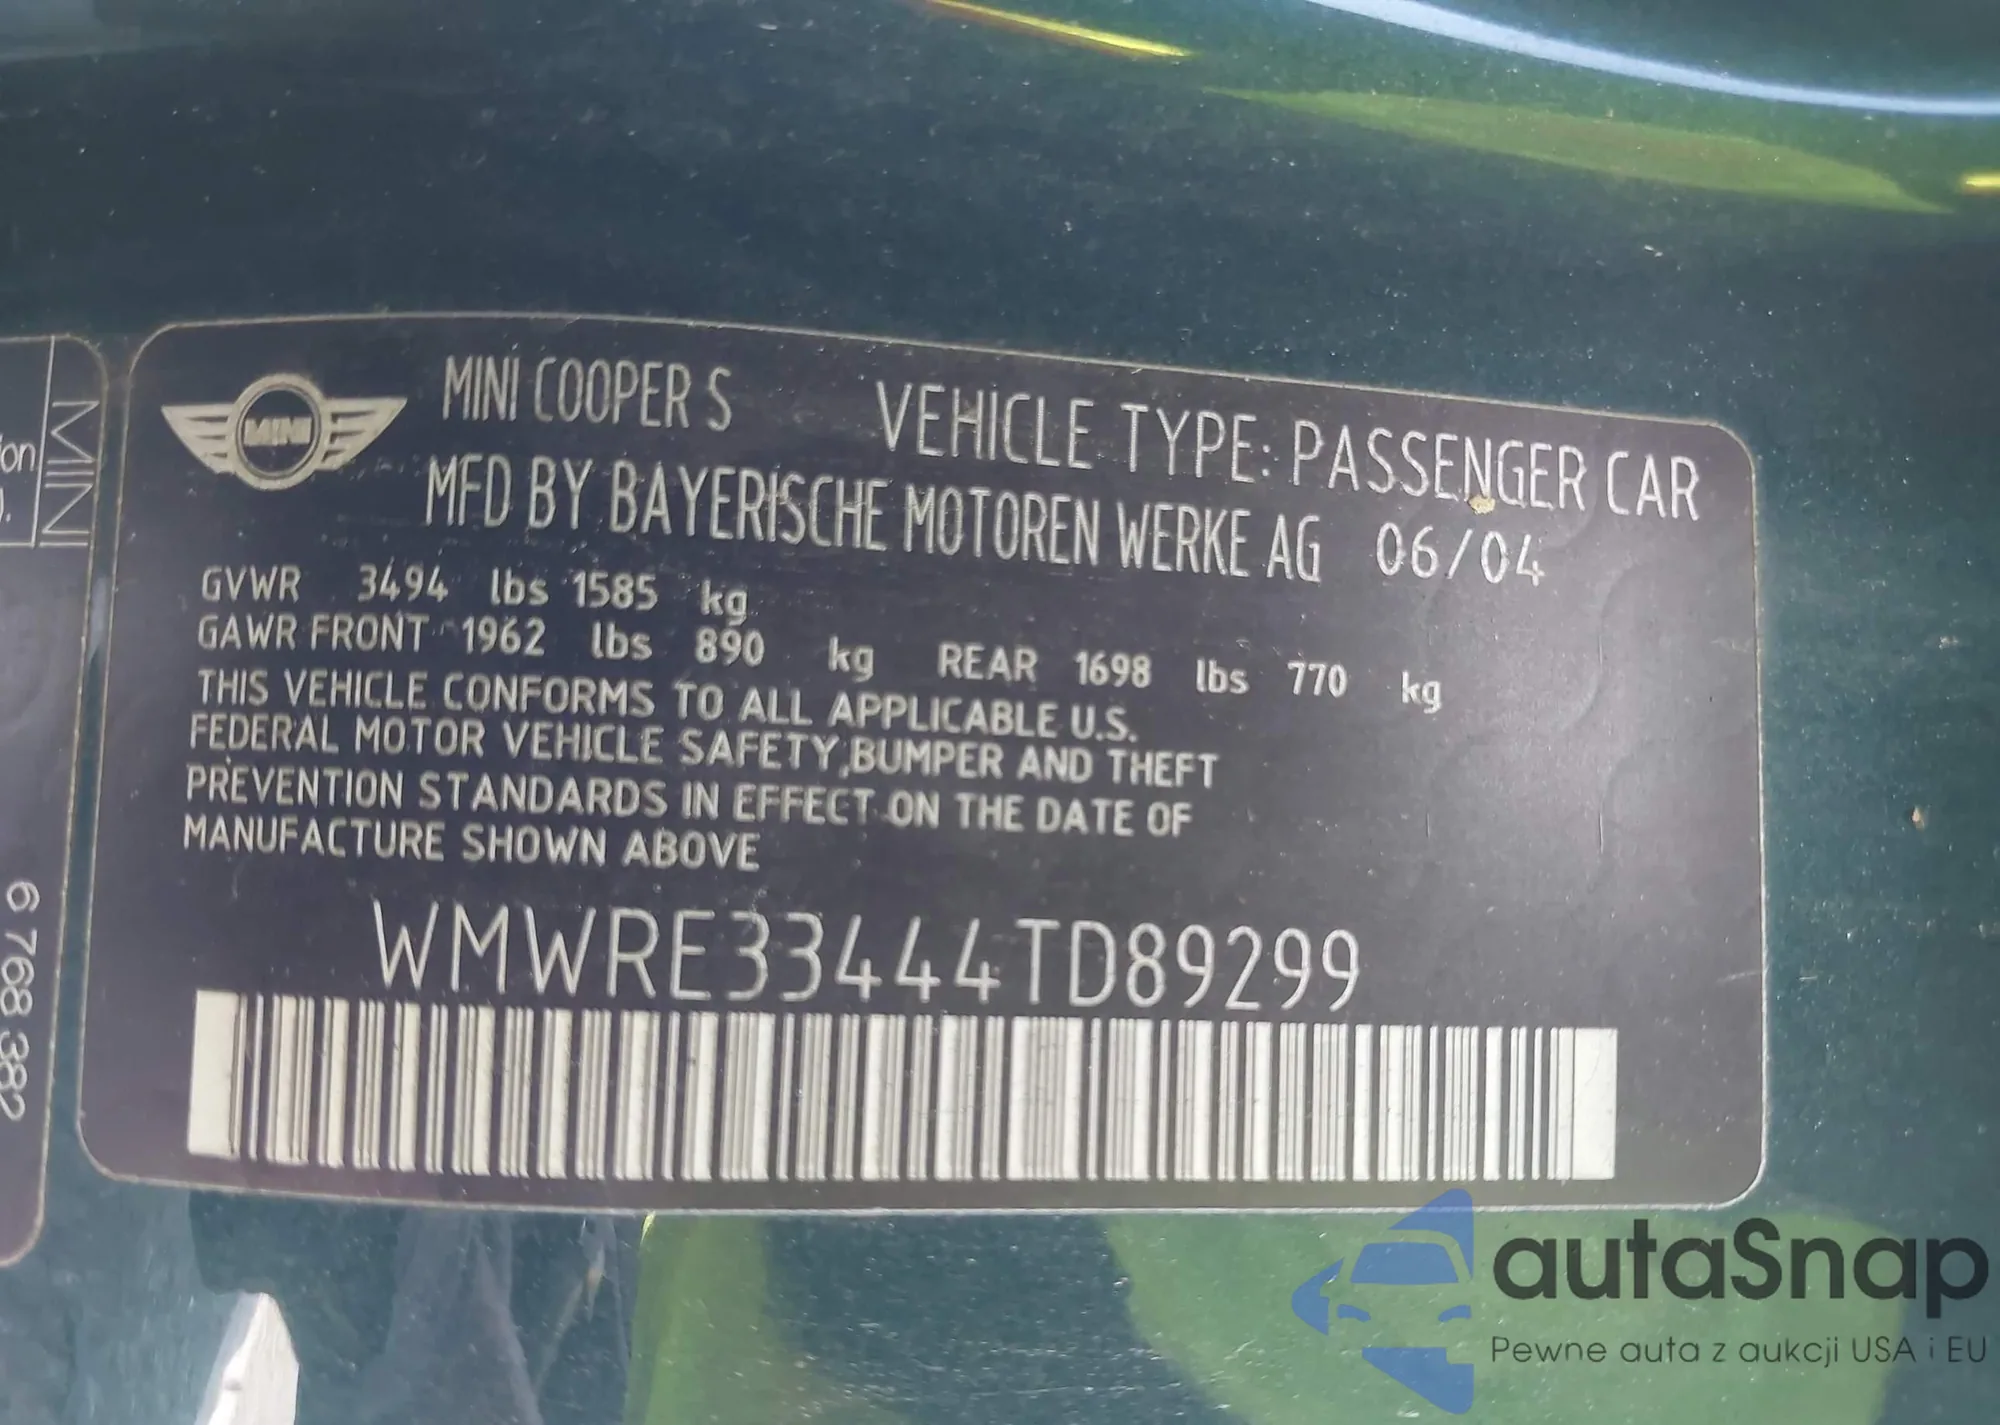 MINI COOPER S VEHICLE TYPE: PASSENGER CAR
MINI
MFD BY BAYERISCHE MOTOREN WERKE AG 06/04
GVWR 3494 lbs 1585 kg
GAWR FRONT 1962 lbs 890 kg REAR 1698 lbs 770 kg
THIS VEHICLE CONFORMS TO ALL APPLICABLE U.S.
FEDERAL MOTOR VEHICLE SAFETY,BUMPER AND THEFT
PREVENTION STANDARDS IN EFFECT ON THE DATE OF
MANUFACTURE SHOWN ABOVE
WMWRE33444TD89299
MINI
6 768 382
autaSnap
Pewne auta z aukcji USA i EU